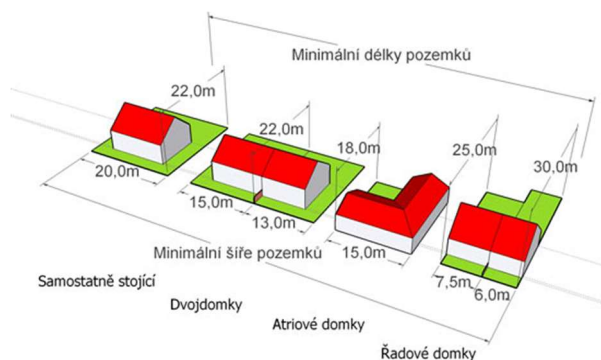 Minimální délky pozemků
22,0m
22,0m
18,0m
25,0m
30,0m
20,0m
15,0m
13,0m
15,0m
7,5m
6,0m
Minimální šíře pozemků
Samostatně stojící
Dvojdomky
Atriové domky
Řadové domky